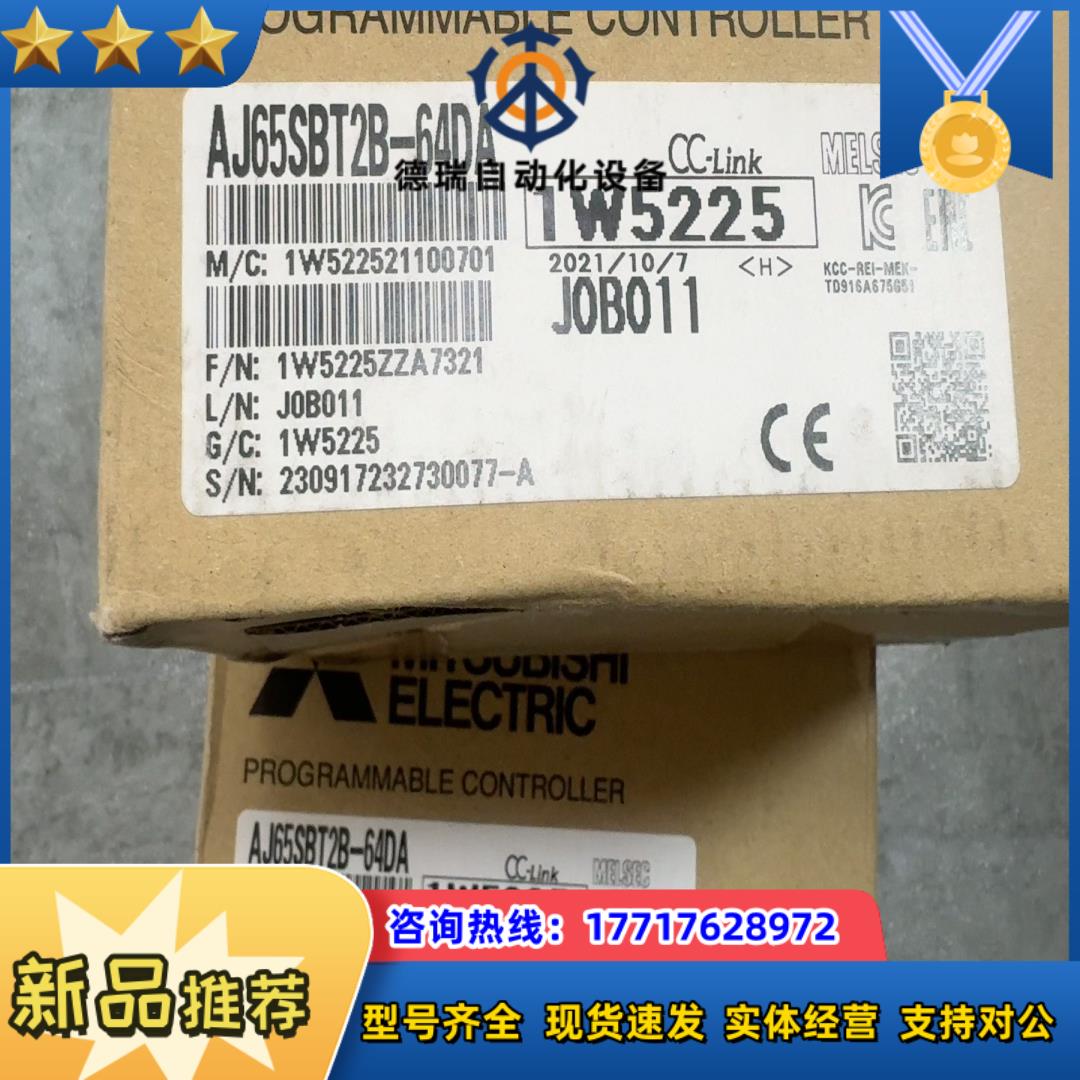 PROGRAMMABLE CONTROLLER
AJ65SBT2B-64DA
CC-Link
MELSEC
德瑞自动化设备
1W5225
M/C: 1W522521100701
2021/10/7 <H>
KCC-REI-MEK-
TD916A675G51
J0B011
F/N: 1W5225ZZA7321
L/N: J0B011
G/C: 1W5225
S/N: 230917232730077-A
CE
MITSUBISHI
ELECTRIC
PROGRAMMABLE CONTROLLER
AJ65SBT2B-64DA
CC-Link
MELSEC
咨询热线：17717628972
新品推荐
型号齐全 现货速发 实体经营 支持对公